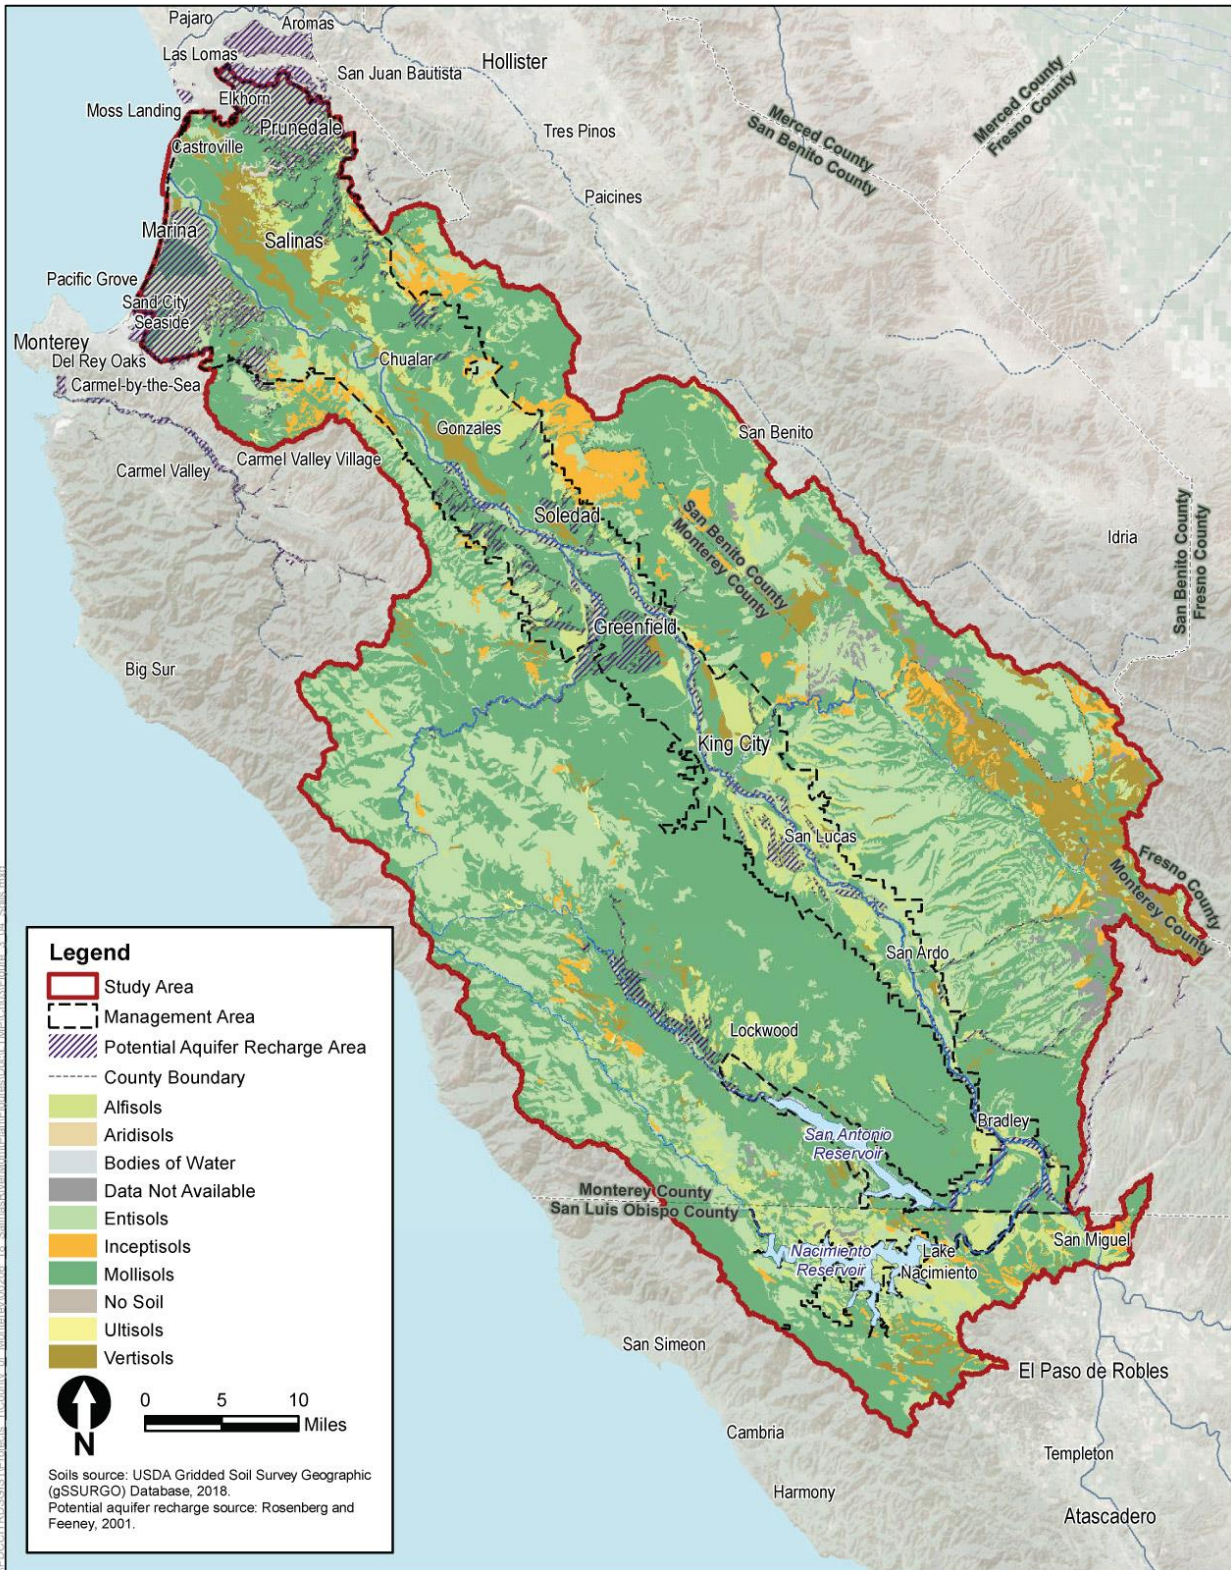 Pajaro
Aromas
Las Lomas
Hollister
San Juan Bautista
Elkhorn
Moss Landing
Prunedale
Tres Pinos
Merced County
San Benito County
Merced County
Fresno County
Castroville
Paicines
Marina
Salinas
Pacific Grove
Sand City
Seaside
Monterey
Del Rey Oaks
Chualar
Carmel-by-the-Sea
Gonzales
San Benito
Carmel Valley
Carmel Valley Village
Soledad
San Benito County
Monterey County
Idria
San Benito County
Fresno County
Greenfield
Big Sur
King City
San Lucas
Fresno County
Monterey County
San Ardo
Lockwood
Bradley
San Antonio
Reservoir
Monterey County
San Luis Obispo County
San Miguel
Nacimiento
Reservoir
Lake
Nacimiento
San Simeon
El Paso de Robles
Cambria
Templeton
Harmony
Atascadero
Legend
Study Area
Management Area
Potential Aquifer Recharge Area
County Boundary
Alfisols
Aridisols
Bodies of Water
Data Not Available
Entisols
Inceptisols
Mollisols
No Soil
Ultisols
Vertisols
N
0 5 10
Miles
Soils source: USDA Gridded Soil Survey Geographic
(gSSURGO) Database, 2018.
Potential aquifer recharge source: Rosenberg and
Feeney, 2001.